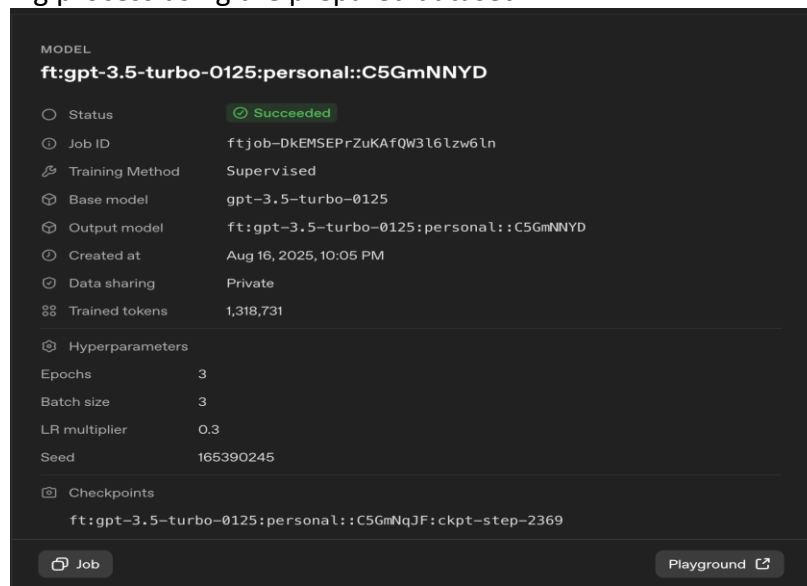 MODEL
ft:gpt-3.5-turbo-0125:personal::C5GmNNYD
Status Succeeded
Job ID ftjob-DkEMSEPrZuKAfQW3l6lzw6ln
Training Method Supervised
Base model gpt-3.5-turbo-0125
Output model ft:gpt-3.5-turbo-0125:personal::C5GmNNYD
Created at Aug 16, 2025, 10:05 PM
Data sharing Private
Trained tokens 1,318,731
Hyperparameters
Epochs 3
Batch size 3
LR multiplier 0.3
Seed 165390245
Checkpoints
ft:gpt-3.5-turbo-0125:personal::C5GmNqJF:ckpt-step-2369
Job Playground